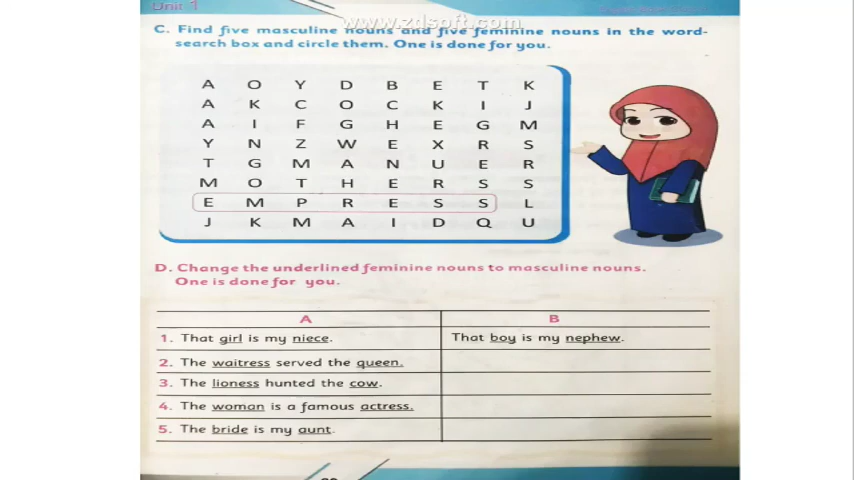 Unit 1
www.zdsoft.com
C. Find five masculine nouns and five feminine nouns in the word-
search box and circle them. One is done for you.
A O Y D B E T K
A K C O C K I J
A I F G H E G M
Y N Z W E X R S
T G M A N U E R
M O T H E R S S
E M P R E S S L
J K M A I D Q U
D. Change the underlined feminine nouns to masculine nouns.
One is done for you.
A B
1. That girl is my niece. That boy is my nephew.
2. The waitress served the queen.
3. The lioness hunted the cow.
4. The woman is a famous actress.
5. The bride is my aunt.